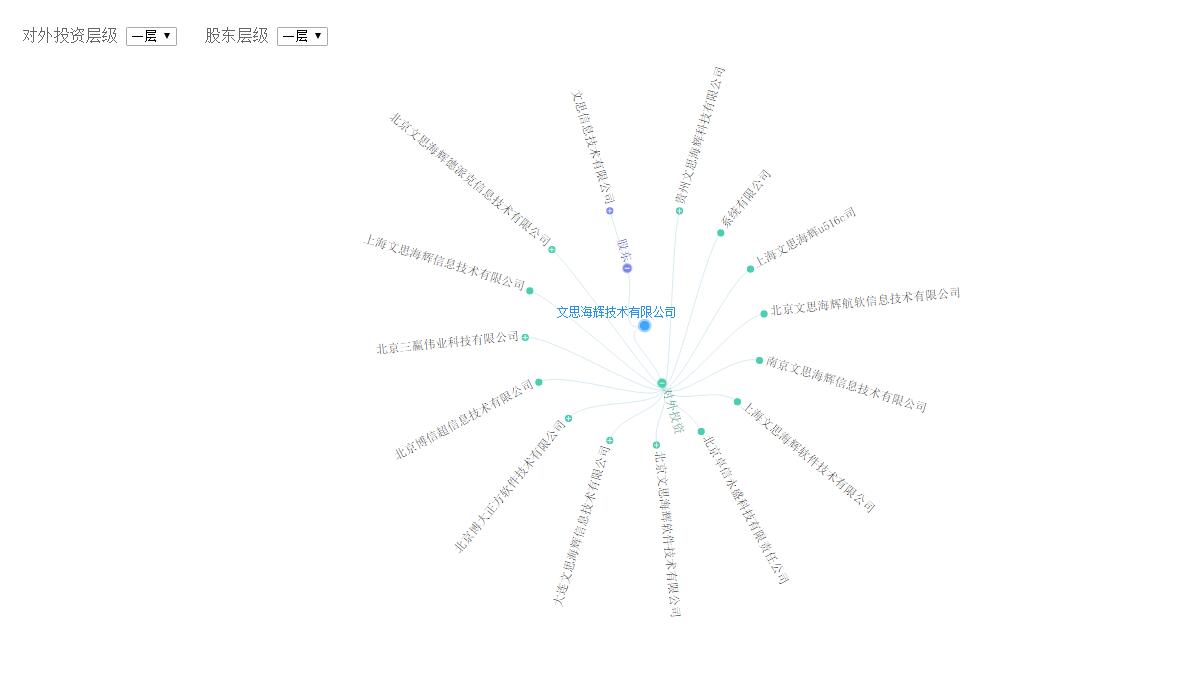 对外投资层级 一层 股东层级 一层
文思海辉技术有限公司
股东
文思信息技术有限公司
对外投资
贵州文思海辉科技有限公司
系统有限公司
上海文思海辉u516c司
北京文思海辉航软信息技术有限公司
南京文思海辉信息技术有限公司
上海文思海辉软件技术有限公司
北京卓信永盛科技有限责任公司
北京文思海辉软件技术有限公司
大连文思海辉信息技术有限公司
北京博大正方软件技术有限公司
北京博信超信息技术有限公司
北京三赢伟业科技有限公司
上海文思海辉信息技术有限公司
北京文思海辉德派克信息技术有限公司